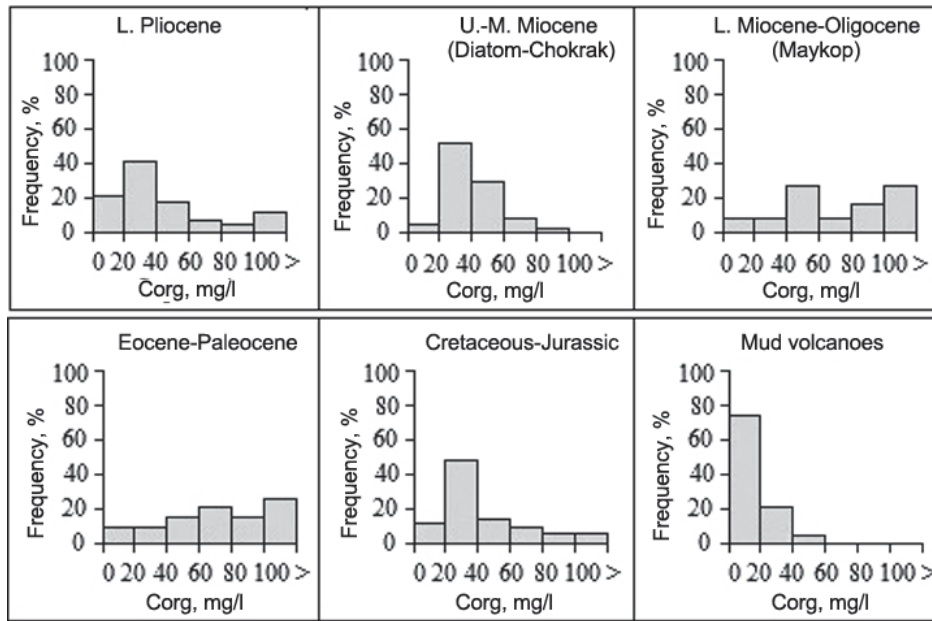 L. Pliocene
100
80
60
40
20
0
Frequency, %
0 20 40 60 80 100 >
Corg, mg/l
U.-M. Miocene
(Diatom-Chokrak)
100
80
60
40
20
0
Frequency, %
0 20 40 60 80 100 >
Corg, mg/l
L. Miocene-Oligocene
(Maykop)
100
80
60
40
20
0
Frequency, %
0 20 40 60 80 100 >
Corg, mg/l
Eocene-Paleocene
100
80
60
40
20
0
Frequency, %
0 20 40 60 80 100 >
Corg, mg/l
Cretaceous-Jurassic
100
80
60
40
20
0
Frequency, %
0 20 40 60 80 100 >
Corg, mg/l
Mud volcanoes
100
80
60
40
20
0
Frequency, %
0 20 40 60 80 100 >
Corg, mg/l